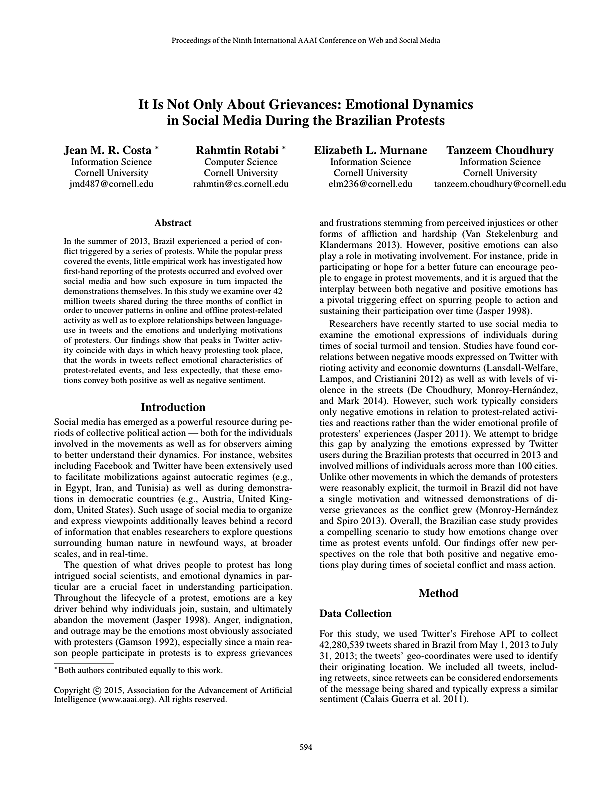 Proceedings of the Ninth International AAAI Conference on Web and Social Media
It Is Not Only About Grievances: Emotional Dynamics
in Social Media During the Brazilian Protests
Jean M. R. Costa *
Information Science
Cornell University
jmd487@cornell.edu
Rahmtin Rotabi *
Computer Science
Cornell University
rahmtin@cs.cornell.edu
Elizabeth L. Murnane
Information Science
Cornell University
elm236@cornell.edu
Tanzeem Choudhury
Information Science
Cornell University
tanzeem.choudhury@cornell.edu
Abstract
In the summer of 2013, Brazil experienced a period of con-
flict triggered by a series of protests. While the popular press
covered the events, little empirical work has investigated how
first-hand reporting of the protests occurred and evolved over
social media and how such exposure in turn impacted the
demonstrations themselves. In this study we examine over 42
million tweets shared during the three months of conflict in
order to uncover patterns in online and offline protest-related
activity as well as to explore relationships between language-
use in tweets and the emotions and underlying motivations
of protesters. Our findings show that peaks in Twitter activ-
ity coincide with days in which heavy protesting took place,
that the words in tweets reflect emotional characteristics of
protest-related events, and less expectedly, that these emo-
tions convey both positive as well as negative sentiment.
Introduction
Social media has emerged as a powerful resource during pe-
riods of collective political action — both for the individuals
involved in the movements as well as for observers aiming
to better understand their dynamics. For instance, websites
including Facebook and Twitter have been extensively used
to facilitate mobilizations against autocratic regimes (e.g.,
in Egypt, Iran, and Tunisia) as well as during demonstra-
tions in democratic countries (e.g., Austria, United King-
dom, United States). Such usage of social media to organize
and express viewpoints additionally leaves behind a record
of information that enables researchers to explore questions
surrounding human nature in newfound ways, at broader
scales, and in real-time.
The question of what drives people to protest has long
intrigued social scientists, and emotional dynamics in par-
ticular are a crucial facet in understanding participation.
Throughout the lifecycle of a protest, emotions are a key
driver behind why individuals join, sustain, and ultimately
abandon the movement (Jasper 1998). Anger, indignation,
and outrage may be the emotions most obviously associated
with protesters (Gamson 1992), especially since a main rea-
son people participate in protests is to express grievances
*Both authors contributed equally to this work.
Copyright © 2015, Association for the Advancement of Artificial
Intelligence (www.aaai.org). All rights reserved.
and frustrations stemming from perceived injustices or other
forms of affliction and hardship (Van Stekelenburg and
Klandermans 2013). However, positive emotions can also
play a role in motivating involvement. For instance, pride in
participating or hope for a better future can encourage peo-
ple to engage in protest movements, and it is argued that the
interplay between both negative and positive emotions has
a pivotal triggering effect on spurring people to action and
sustaining their participation over time (Jasper 1998).
Researchers have recently started to use social media to
examine the emotional expressions of individuals during
times of social turmoil and tension. Studies have found cor-
relations between negative moods expressed on Twitter with
rioting activity and economic downturns (Lansdall-Welfare,
Lampos, and Cristianini 2012) as well as with levels of vi-
olence in the streets (De Choudhury, Monroy-Hernández,
and Mark 2014). However, such work typically considers
only negative emotions in relation to protest-related activi-
ties and reactions rather than the wider emotional profile of
protesters' experiences (Jasper 2011). We attempt to bridge
this gap by analyzing the emotions expressed by Twitter
users during the Brazilian protests that occurred in 2013 and
involved millions of individuals across more than 100 cities.
Unlike other movements in which the demands of protesters
were reasonably explicit, the turmoil in Brazil did not have
a single motivation and witnessed demonstrations of di-
verse grievances as the conflict grew (Monroy-Hernández
and Spiro 2013). Overall, the Brazilian case study provides
a compelling scenario to study how emotions change over
time as protest events unfold. Our findings offer new per-
spectives on the role that both positive and negative emo-
tions play during times of societal conflict and mass action.
Method
Data Collection
For this study, we used Twitter's Firehose API to collect
42,280,539 tweets shared in Brazil from May 1, 2013 to July
31, 2013; the tweets' geo-coordinates were used to identify
their originating location. We included all tweets, includ-
ing retweets, since retweets can be considered endorsements
of the message being shared and typically express a similar
sentiment (Calais Guerra et al. 2011).
594